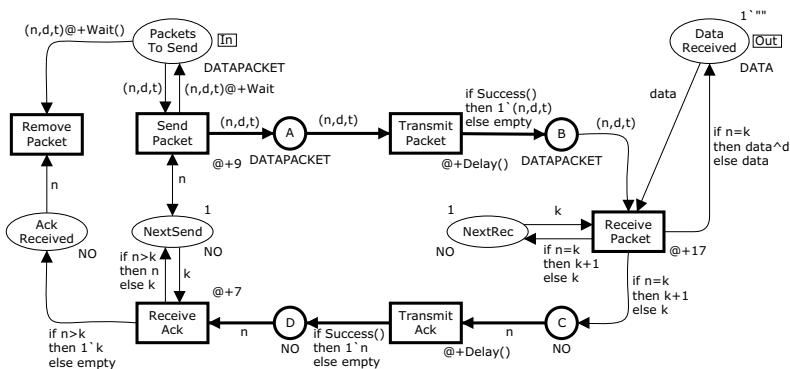 1`""
(n,d,t)@+Wait()
Packets
To Send
In
Data
Received
Out
DATAPACKET
DATA
(n,d,t)
(n,d,t)@+Wait
data
if Success()
then 1`(n,d,t)
else empty
Remove
Packet
Send
Packet
(n,d,t)
A
(n,d,t)
Transmit
Packet
B
(n,d,t)
if n=k
then data^d
else data
@+9
DATAPACKET
@+Delay()
DATAPACKET
n
n
1
1
Ack
Received
NextSend
NextRec
k
Receive
Packet
NO
NO
NO
@+17
if n>k
then n
else k
k
if n=k
then k+1
else k
if n=k
then k+1
else k
@+7
Receive
Ack
n
D
if Success()
then 1`n
else empty
Transmit
Ack
n
C
NO
@+Delay()
NO
if n>k
then 1`k
else empty